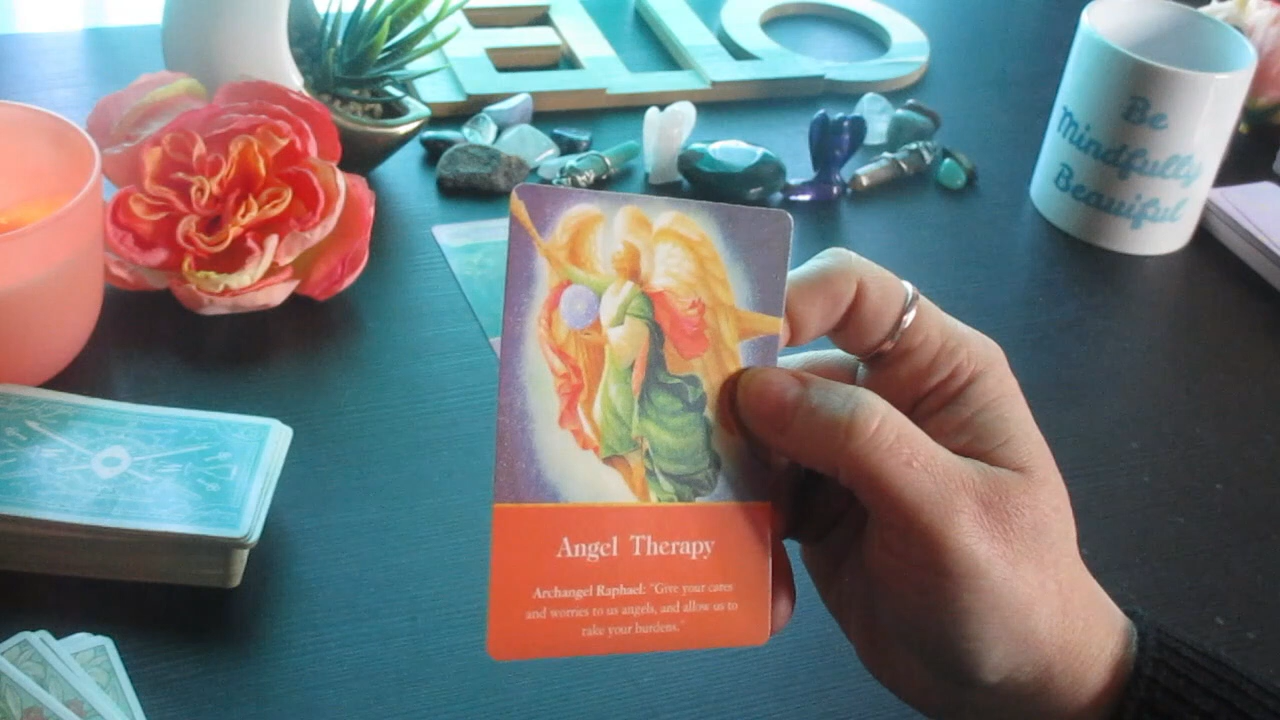 ELLO
Be
Mindfully
Beautiful
Angel Therapy
Archangel Raphael: "Give your cares
and worries to us angels, and allow us to
take your burdens."